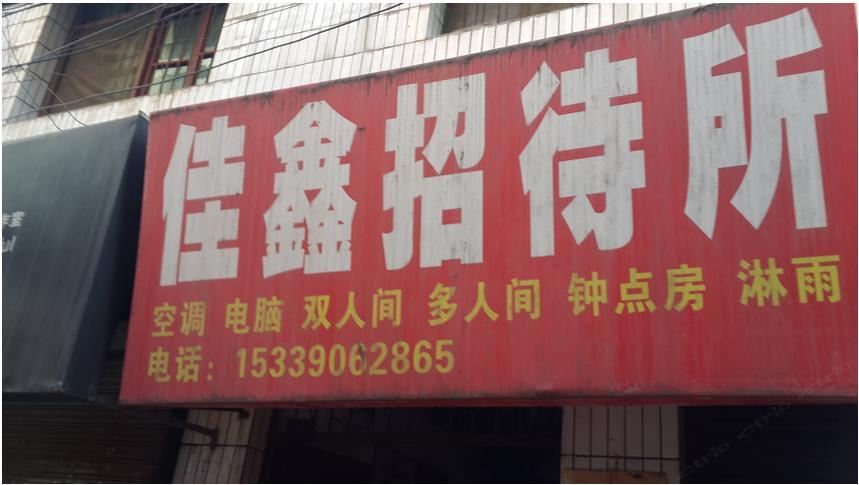 佳鑫招待所
空调 电脑 双人间 多人间 钟点房 淋雨
电话：15339062865